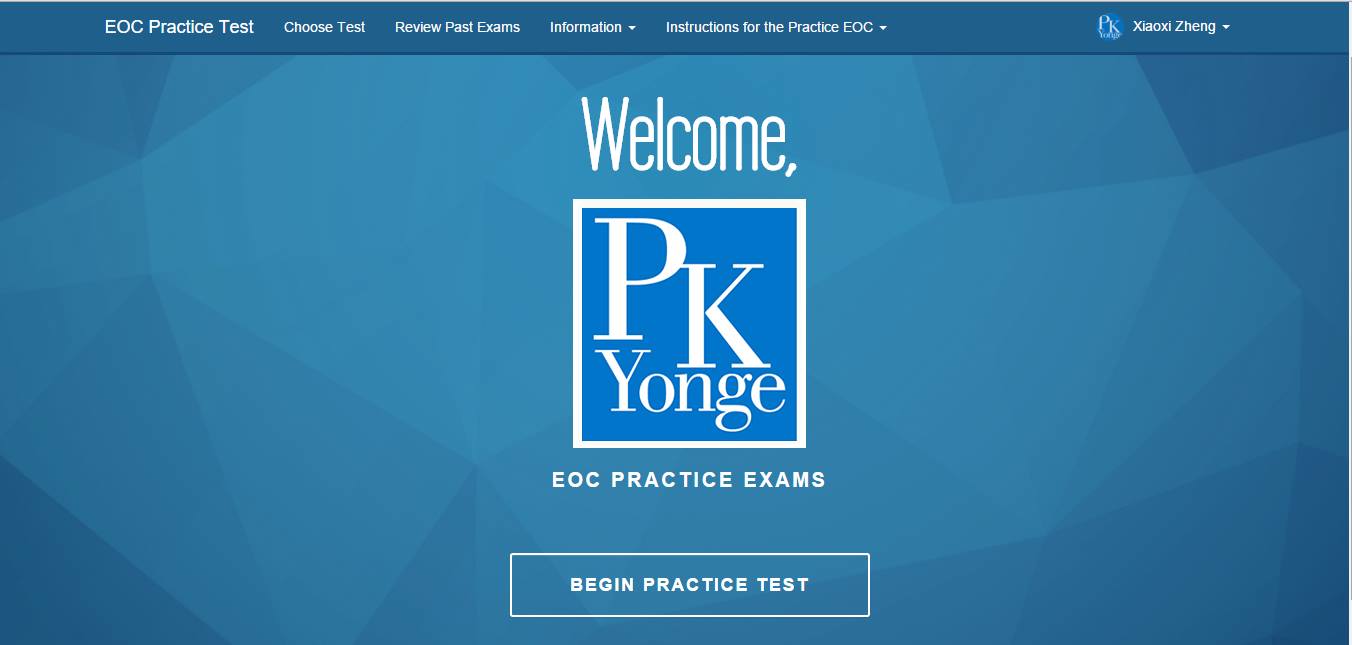 EOC Practice Test Choose Test Review Past Exams Information Instructions for the Practice EOC PK Yonge Xiaoxi Zheng
Welcome,
PK
Yonge
EOC PRACTICE EXAMS
BEGIN PRACTICE TEST